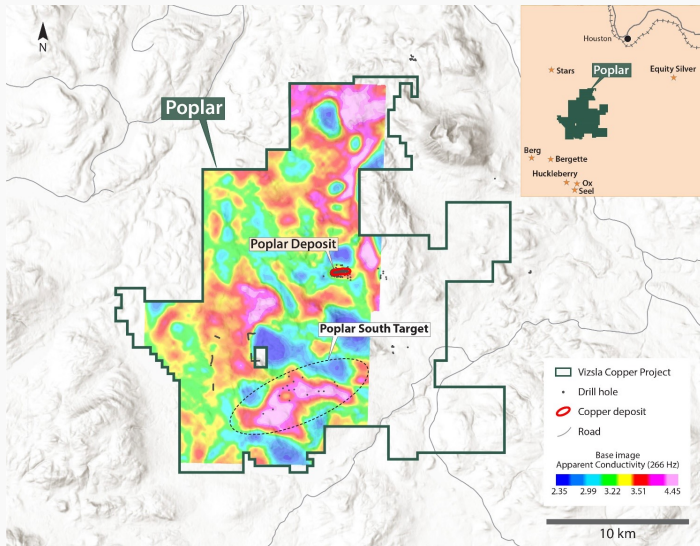 N
Poplar
Poplar Deposit
Poplar South Target
Houston
Stars
Poplar
Equity Silver
Berg
Bergette
Huckleberry
Ox
Seel
Vizsla Copper Project
Drill hole
Copper deposit
Road
Base image
Apparent Conductivity (266 Hz)
2.35 2.99 3.22 3.51 4.45
10 km